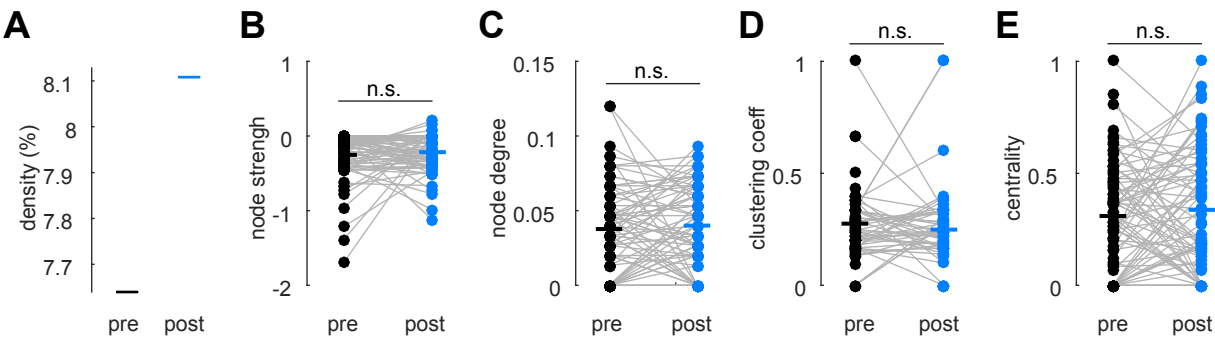 A
density (%)
8.1
8
7.9
7.8
7.7
pre post
B
node strengh
1
0
-1
-2
n.s.
pre post
C
node degree
0.15
0.1
0.05
0
n.s.
pre post
D
clustering coeff
1
0.5
0
n.s.
pre post
E
centrality
1
0.5
0
n.s.
pre post